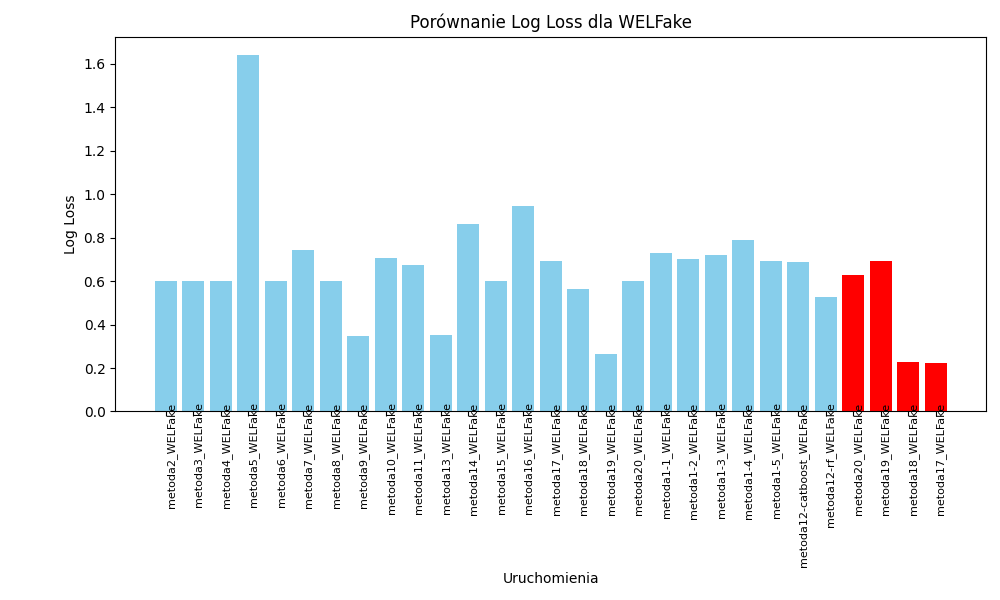 Porównanie Log Loss dla WELFake
Log Loss
1.6
1.4
1.2
1.0
0.8
0.6
0.4
0.2
0.0
metoda2_WELFake
metoda3_WELFake
metoda4_WELFake
metoda5_WELFake
metoda6_WELFake
metoda7_WELFake
metoda8_WELFake
metoda9_WELFake
metoda10_WELFake
metoda11_WELFake
metoda13_WELFake
metoda14_WELFake
metoda15_WELFake
metoda16_WELFake
metoda17_WELFake
metoda18_WELFake
metoda19_WELFake
metoda20_WELFake
metoda1-1_WELFake
metoda1-2_WELFake
metoda1-3_WELFake
metoda1-4_WELFake
metoda1-5_WELFake
metoda12-catboost_WELFake
metoda12-rf_WELFake
metoda20_WELFake
metoda19_WELFake
metoda18_WELFake
metoda17_WELFake
Uruchomienia